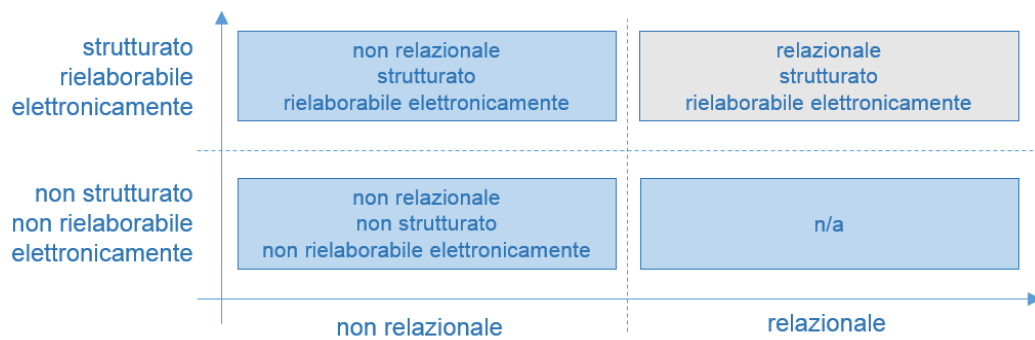 strutturato
rielaborabile
elettronicamente
non relazionale
strutturato
rielaborabile elettronicamente
relazionale
strutturato
rielaborabile elettronicamente
non strutturato
non rielaborabile
elettronicamente
non relazionale
non strutturato
non rielaborabile elettronicamente
n/a
non relazionale
relazionale